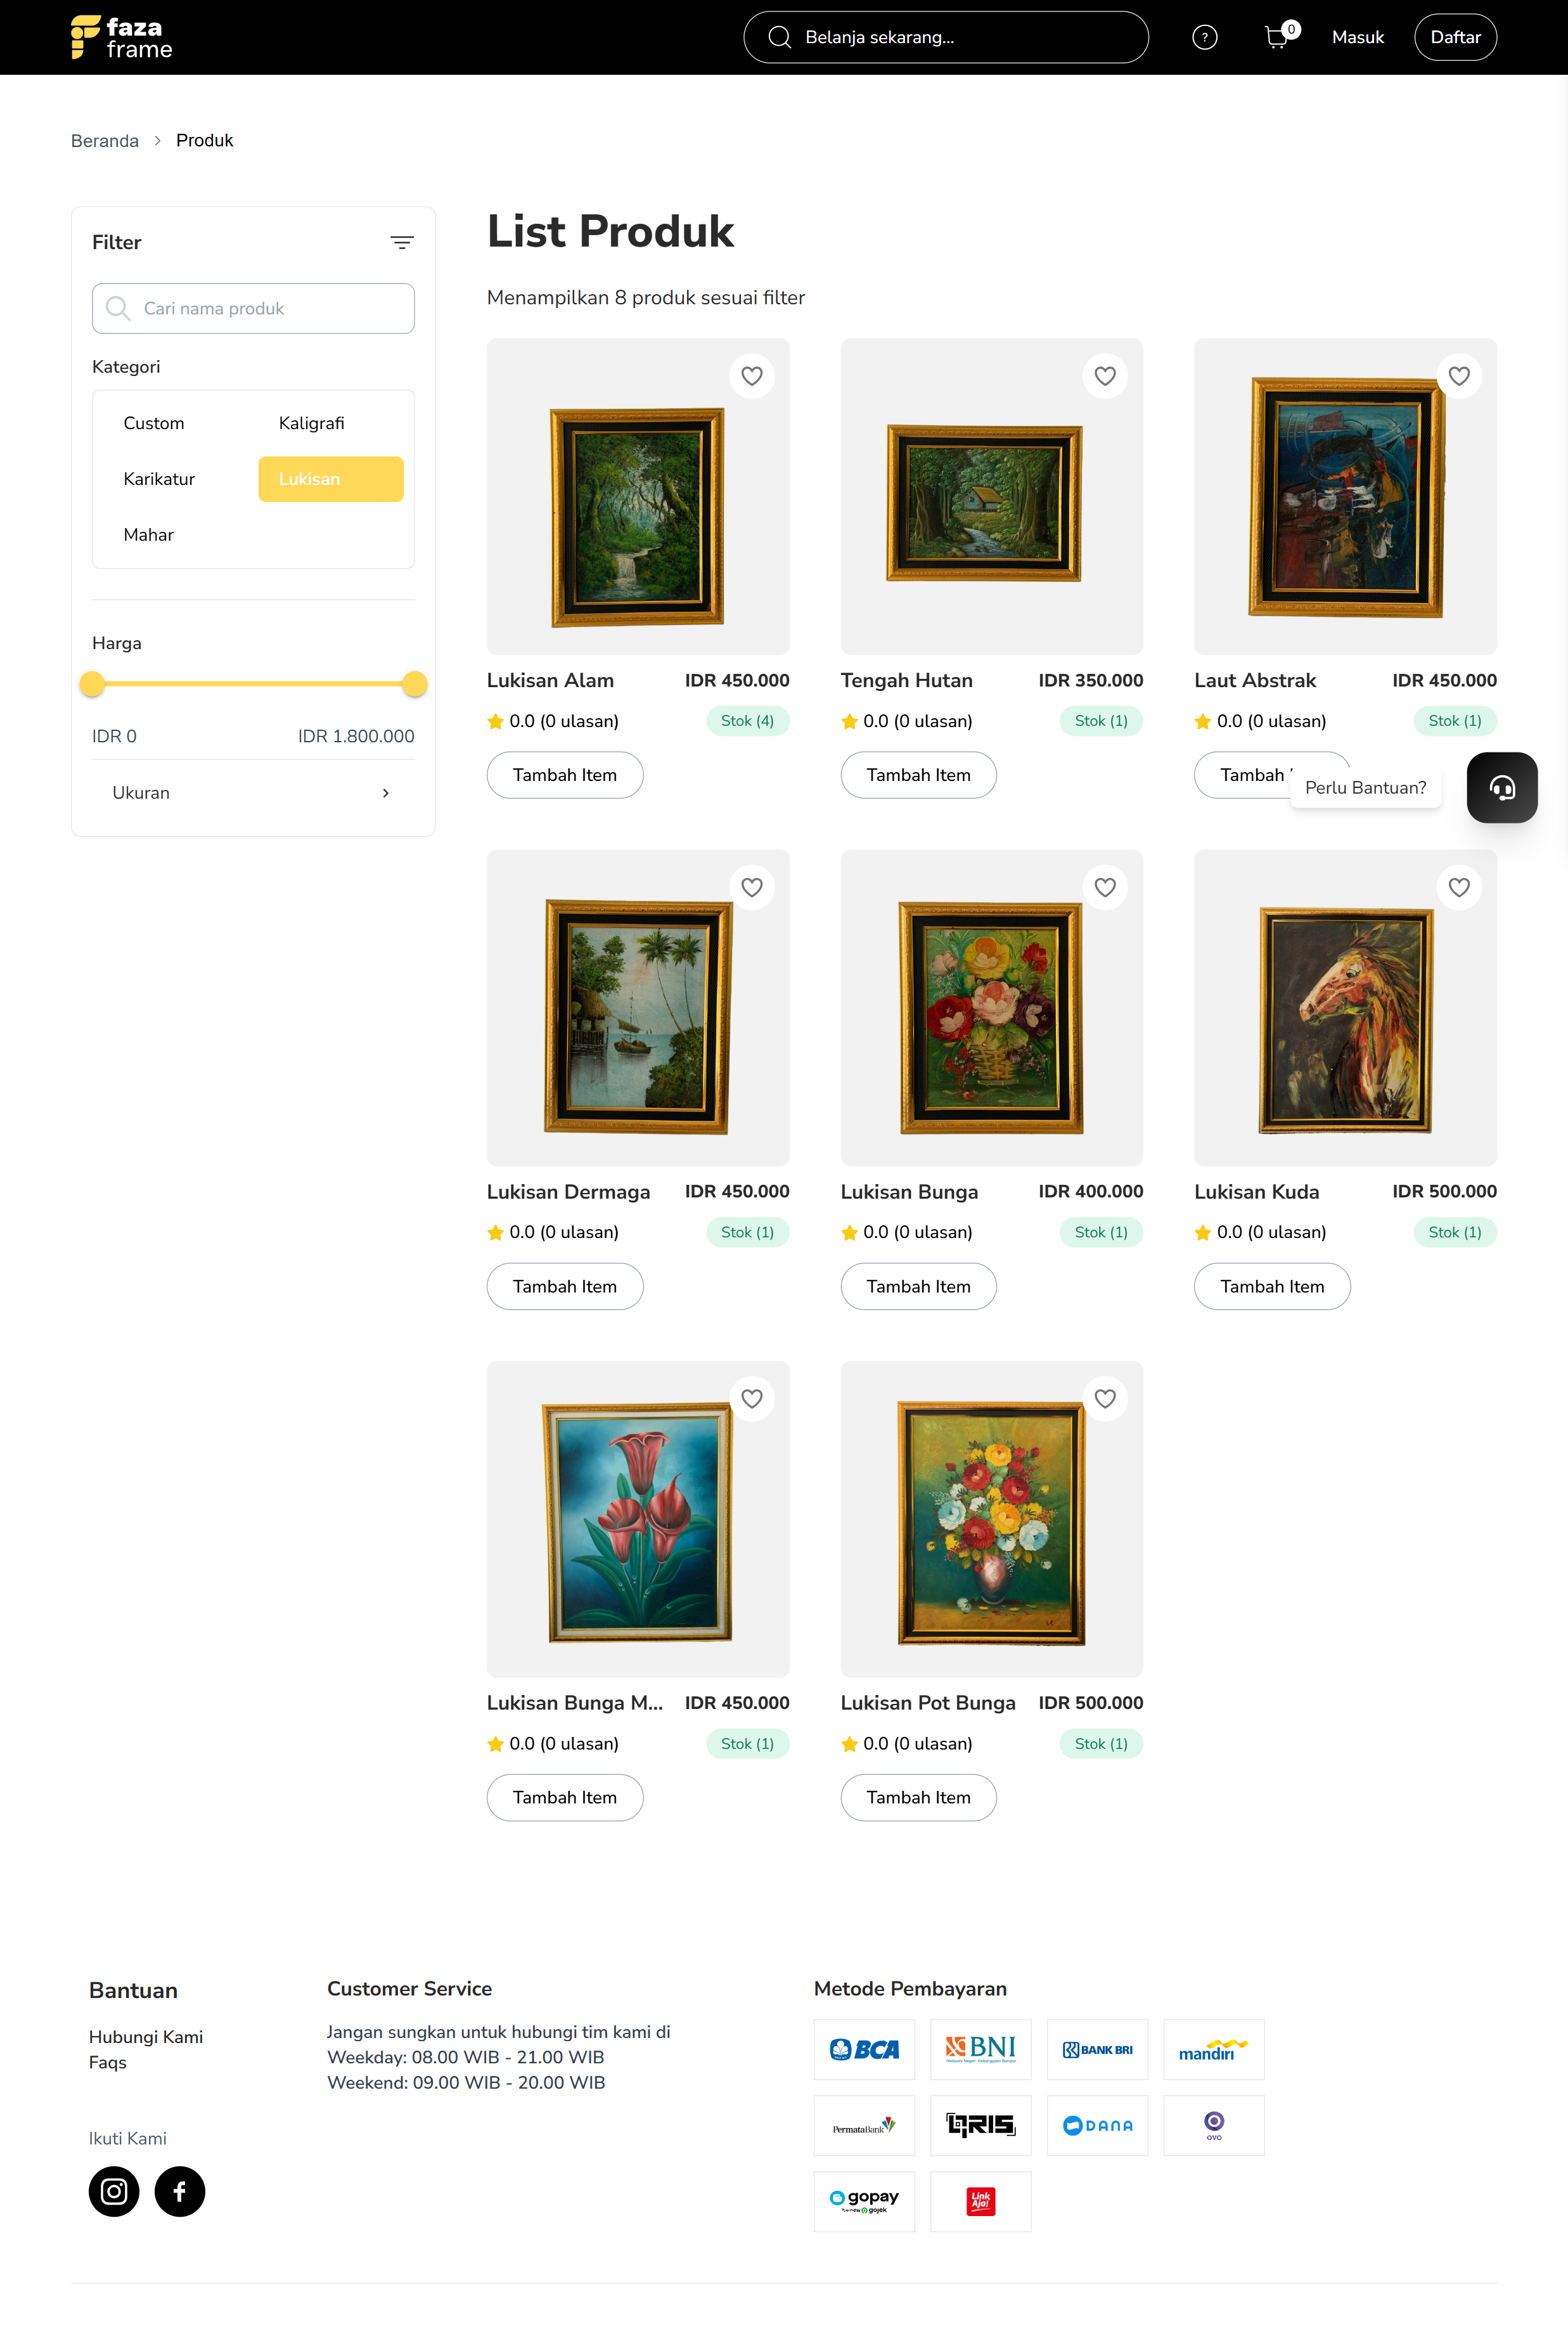 faza
frame
Belanja sekarang...
?
0
Masuk
Daftar
Beranda
Produk
Filter
Cari nama produk
Kategori
Custom
Kaligrafi
Karikatur
Lukisan
Mahar
Harga
IDR 0
IDR 1.800.000
Ukuran
List Produk
Menampilkan 8 produk sesuai filter
Lukisan Alam IDR 450.000
0.0 (0 ulasan) Stok (4)
Tambah Item
Tengah Hutan IDR 350.000
0.0 (0 ulasan) Stok (1)
Tambah Item
Laut Abstrak IDR 450.000
0.0 (0 ulasan) Stok (1)
Tambah
Perlu Bantuan?
Lukisan Dermaga IDR 450.000
0.0 (0 ulasan) Stok (1)
Tambah Item
Lukisan Bunga IDR 400.000
0.0 (0 ulasan) Stok (1)
Tambah Item
Lukisan Kuda IDR 500.000
0.0 (0 ulasan) Stok (1)
Tambah Item
Lukisan Bunga M... IDR 450.000
0.0 (0 ulasan) Stok (1)
Tambah Item
Lukisan Pot Bunga IDR 500.000
0.0 (0 ulasan) Stok (1)
Tambah Item
Bantuan
Hubungi Kami
Faqs
Ikuti Kami
Customer Service
Jangan sungkan untuk hubungi tim kami di
Weekday: 08.00 WIB - 21.00 WIB
Weekend: 09.00 WIB - 20.00 WIB
Metode Pembayaran
BCA
BNI
BANK BRI
mandiri
PermataBank
QRIS
DANA
OVO
gopay
gojek
Link
Aja!